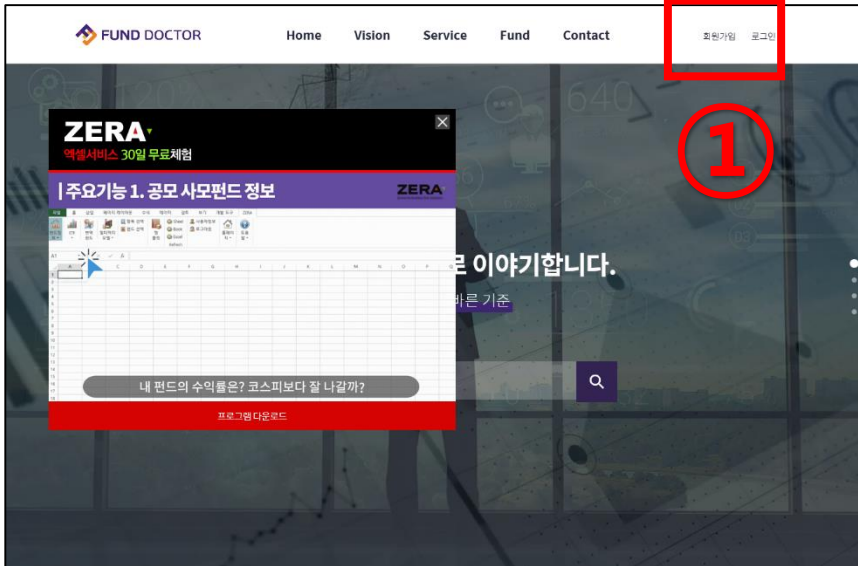 FUND DOCTOR
Home Vision Service Fund Contact
회원가입 로그인
①
ZERA
엑셀서비스 30일 무료체험
주요기능 1. 공모 사모펀드 정보
ZERA
로 이야기합니다.
바른 기준
내 펀드의 수익률은? 코스피보다 잘 나갈까?
프로그램 다운로드